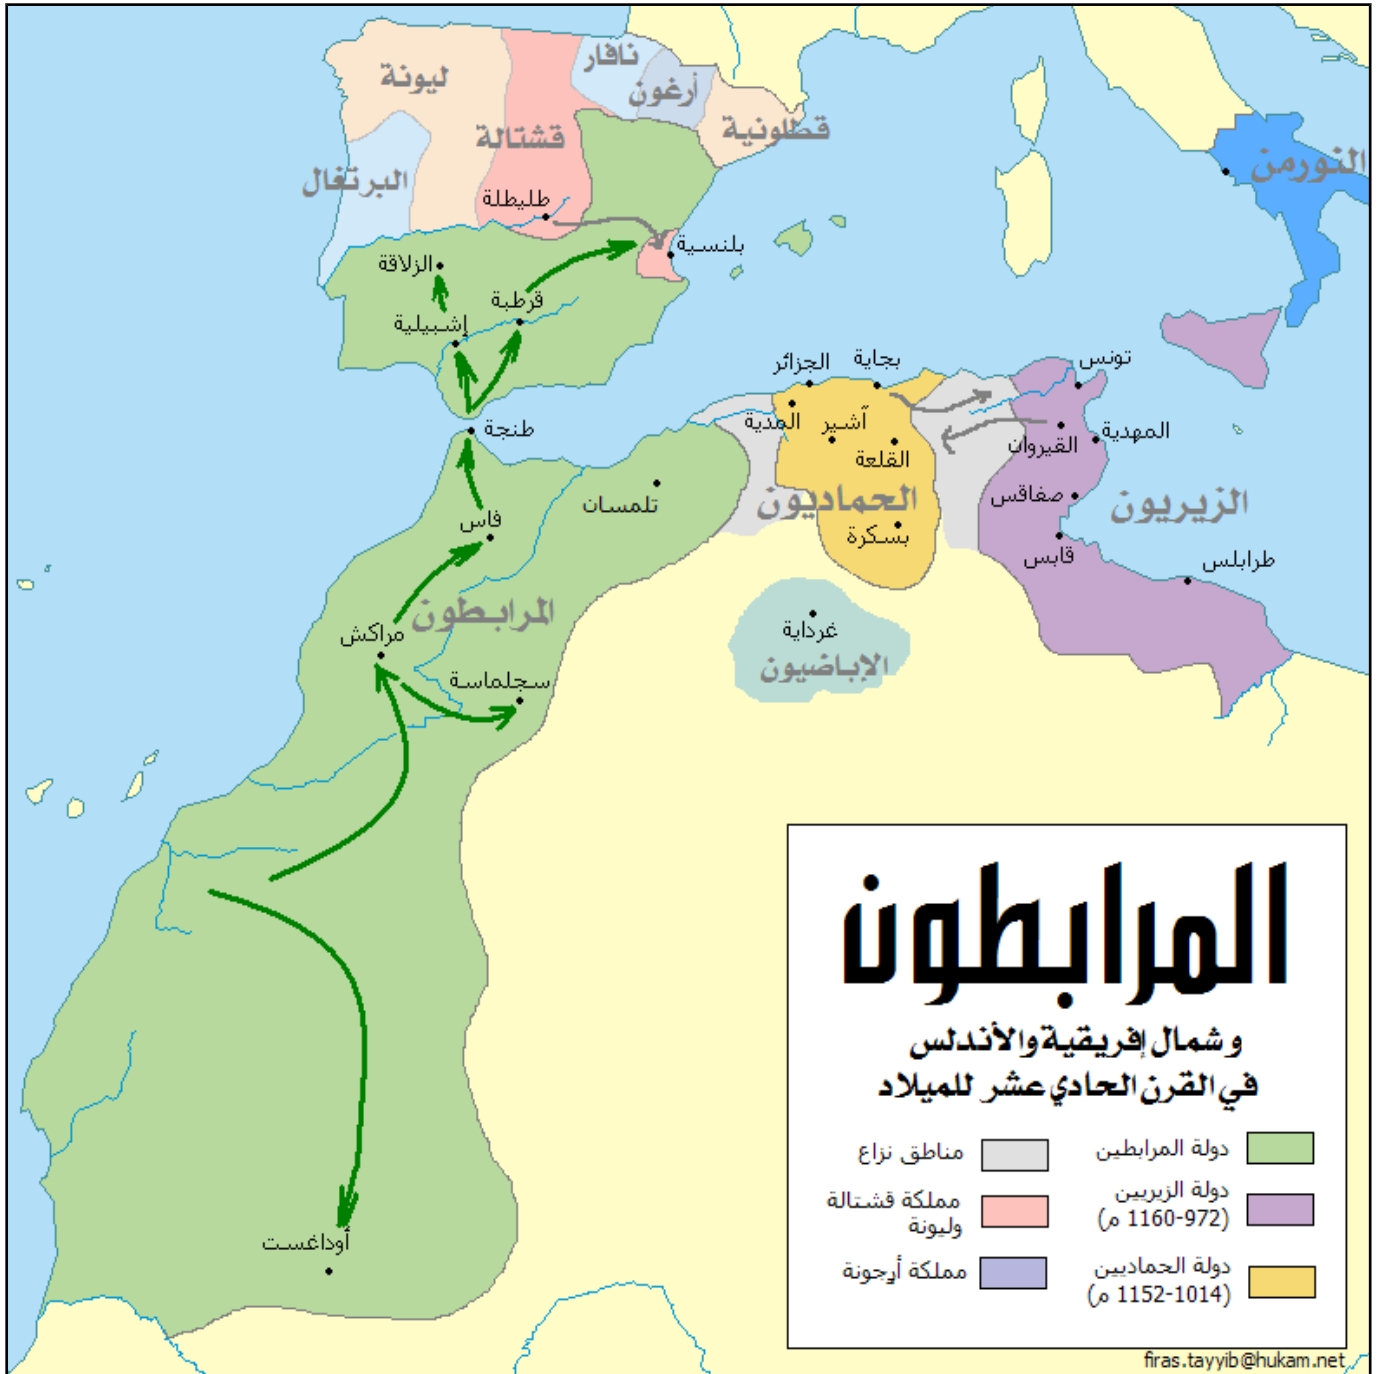 نافار
ليونة
أرغون
قشتالة
قطلونية
النورمن
البرتغال
طليطلة
بلنسية
الزلاقة
قرطبة
إشبيلية
تونس
بجاية
الجزائر
المدية
آشير
طنجة
المهدية
القيروان
القلعة
الحماديون
صفاقس
الزيريون
تلمسات
فاس
بسكرة
قابس
طرابلس
المرابطون
غرداية
مراكش
الإباضيون
سجلماسة
أوداغست
المرابطون
وشمال إفريقية والأندلس
في القرن الحادي عشر للميلاد
دولة المرابطين
مناطق نزاع
دولة الزيريين
(972-1160 م)
مملكة قشتالة
وليونة
دولة الحماديين
(1014-1152 م)
مملكة أرجونة
firas.tayyib@hukam.net